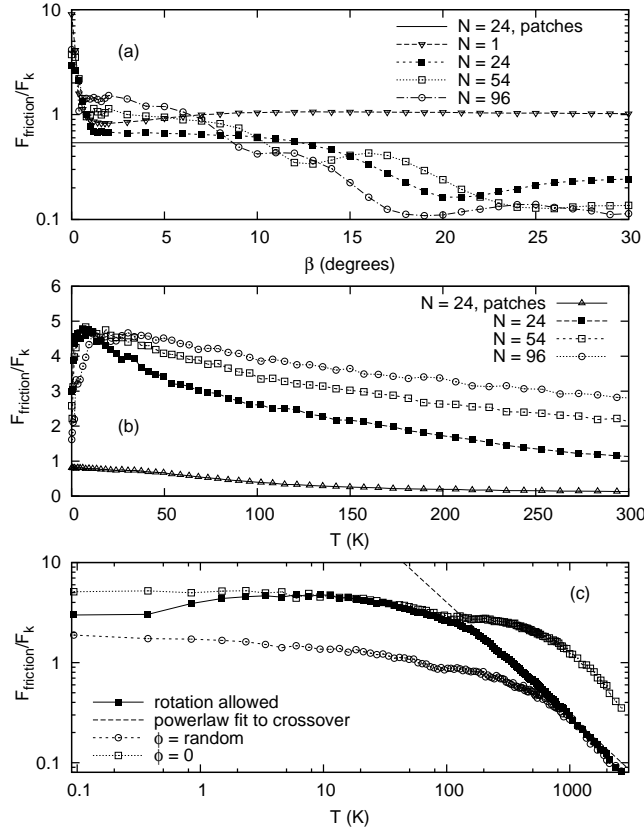 10
1
0.1
0
5
10
15
20
25
30
F_friction/F_k
β (degrees)
(a)
N = 24, patches
N = 1
N = 24
N = 54
N = 96
6
5
4
3
2
1
0
0
50
100
150
200
250
300
F_friction/F_k
T (K)
(b)
N = 24, patches
N = 24
N = 54
N = 96
10
1
0.1
0.1
1
10
100
1000
F_friction/F_k
T (K)
(c)
rotation allowed
powerlaw fit to crossover
ϕ = random
ϕ = 0